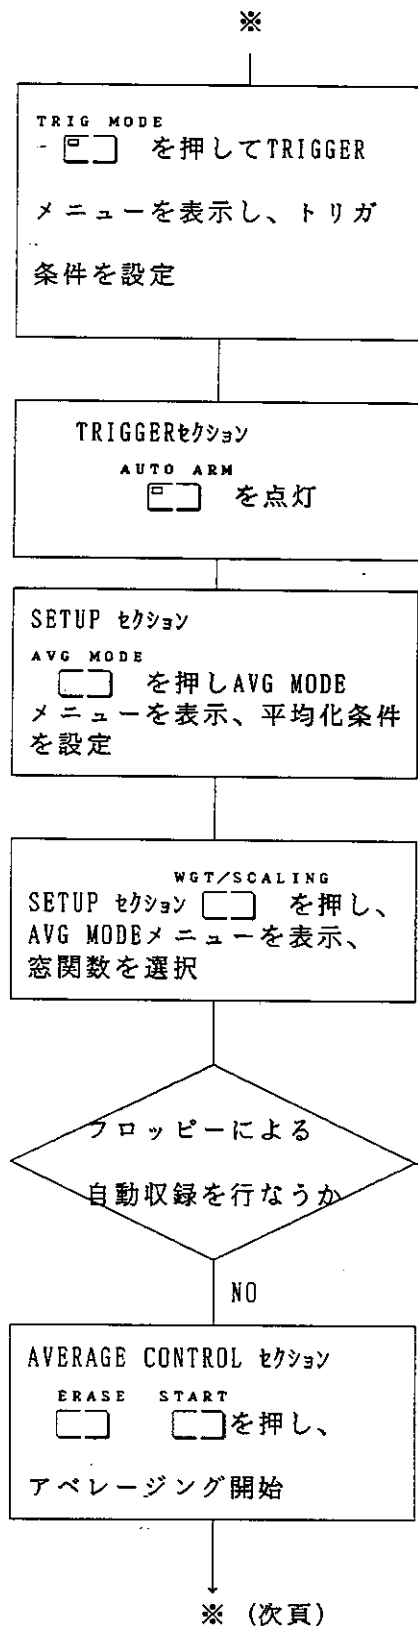 ※
TRIG MODE
を押してTRIGGER
メニューを表示し、トリガ
条件を設定
TRIGGERｾｸｼｮﾝ
AUTO ARM
を点灯
SETUP ｾｸｼｮﾝ
AVG MODE
を押しAVG MODE
メニューを表示、平均化条件
を設定
WGT/SCALING
SETUP ｾｸｼｮﾝ を押し、
AVG MODEメニューを表示、
窓関数を選択
フロッピーによる
自動収録を行なうか
NO
AVERAGE CONTROL ｾｸｼｮﾝ
ERASE START
を押し、
アベレージング開始
※ (次頁)